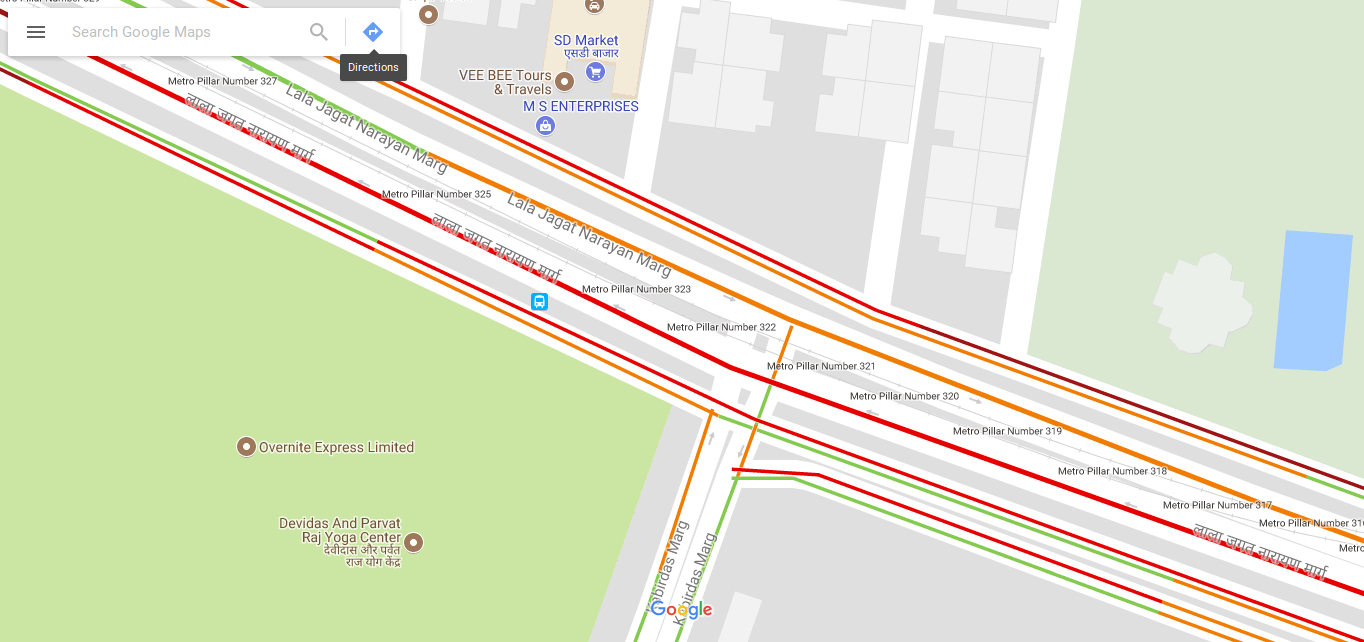 Search Google Maps
Directions
SD Market
एसडी बाजार
VEE BEE Tours
& Travels
M S ENTERPRISES
Metro Pillar Number 327
Lala Jagat Narayan Marg
लाला जगत नारायण मार्ग
Metro Pillar Number 325
Lala Jagat Narayan Marg
लाला जगत नारायण मार्ग
Metro Pillar Number 323
Metro Pillar Number 322
Metro Pillar Number 321
Metro Pillar Number 320
Metro Pillar Number 319
Metro Pillar Number 318
Metro Pillar Number 317
लाला जगत नारायण मार्ग
Overnite Express Limited
Devidas And Parvat
Raj Yoga Center
देवीदास और पर्वत
राज योग केंद्र
Kabirdas Marg
Kabirdas Marg
Google